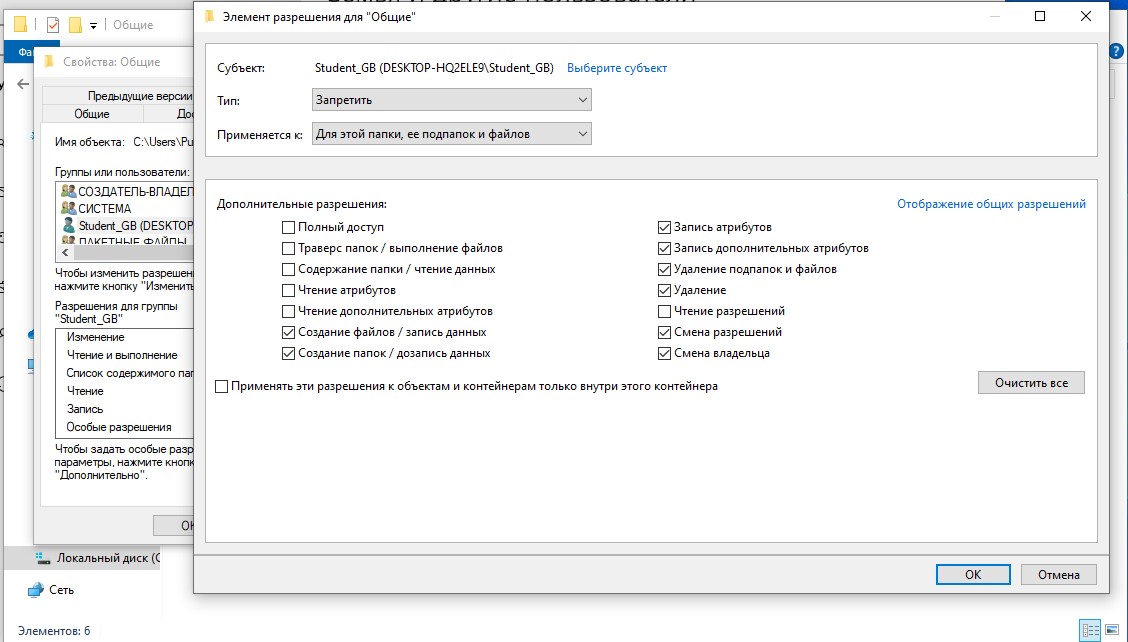 Элемент разрешения для "Общие"
Общие
Свойства: Общие
Предыдущие версии
Общие
Имя объекта: C:\Users\Pu
Группы или пользователи:
СОЗДАТЕЛЬ-ВЛАДЕЛ
СИСТЕМА
Student_GB (DESKTOP
ПАКЕТНЫЕ ФАЙЛЫ
Чтобы изменить разрешен
нажмите кнопку "Изменить
Разрешения для группы
"Student_GB"
Изменение
Чтение и выполнение
Список содержимого пап
Чтение
Запись
Особые разрешения
Чтобы задать особые разр
параметры, нажмите кнопк
"Дополнительно".
Локальный диск (C
Сеть
Элементов: 6
Субъект: Student_GB (DESKTOP-HQ2ELE9\Student_GB) Выберите субъект
Тип: Запретить
Применяется к: Для этой папки, ее подпапок и файлов
Дополнительные разрешения: Отображение общих разрешений
Полный доступ
Траверс папок / выполнение файлов
Содержание папки / чтение данных
Чтение атрибутов
Чтение дополнительных атрибутов
Создание файлов / запись данных
Создание папок / дозапись данных
Запись атрибутов
Запись дополнительных атрибутов
Удаление подпапок и файлов
Удаление
Чтение разрешений
Смена разрешений
Смена владельца
Применять эти разрешения к объектам и контейнерам только внутри этого контейнера
Очистить все
ОК Отмена